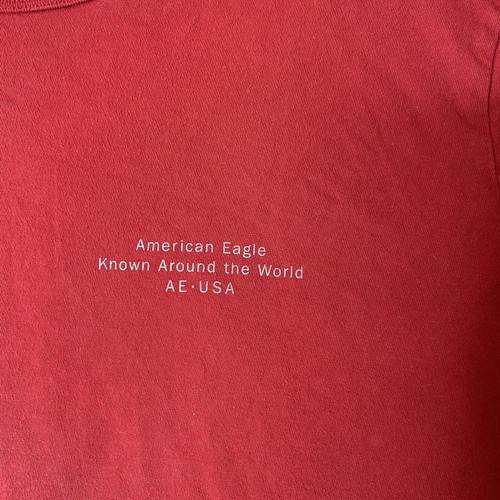 American Eagle
Known Around the World
AE·USA